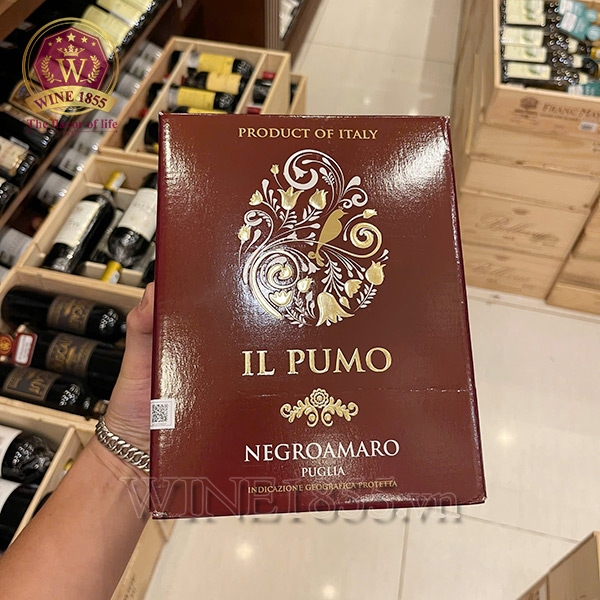 W
WINE 1855
The Flavor of life
PRODUCT OF ITALY
IL PUMO
NEGROAMARO
PUGLIA
INDICAZIONE GEOGRAFICA PROTETTA
WINE1855.vn